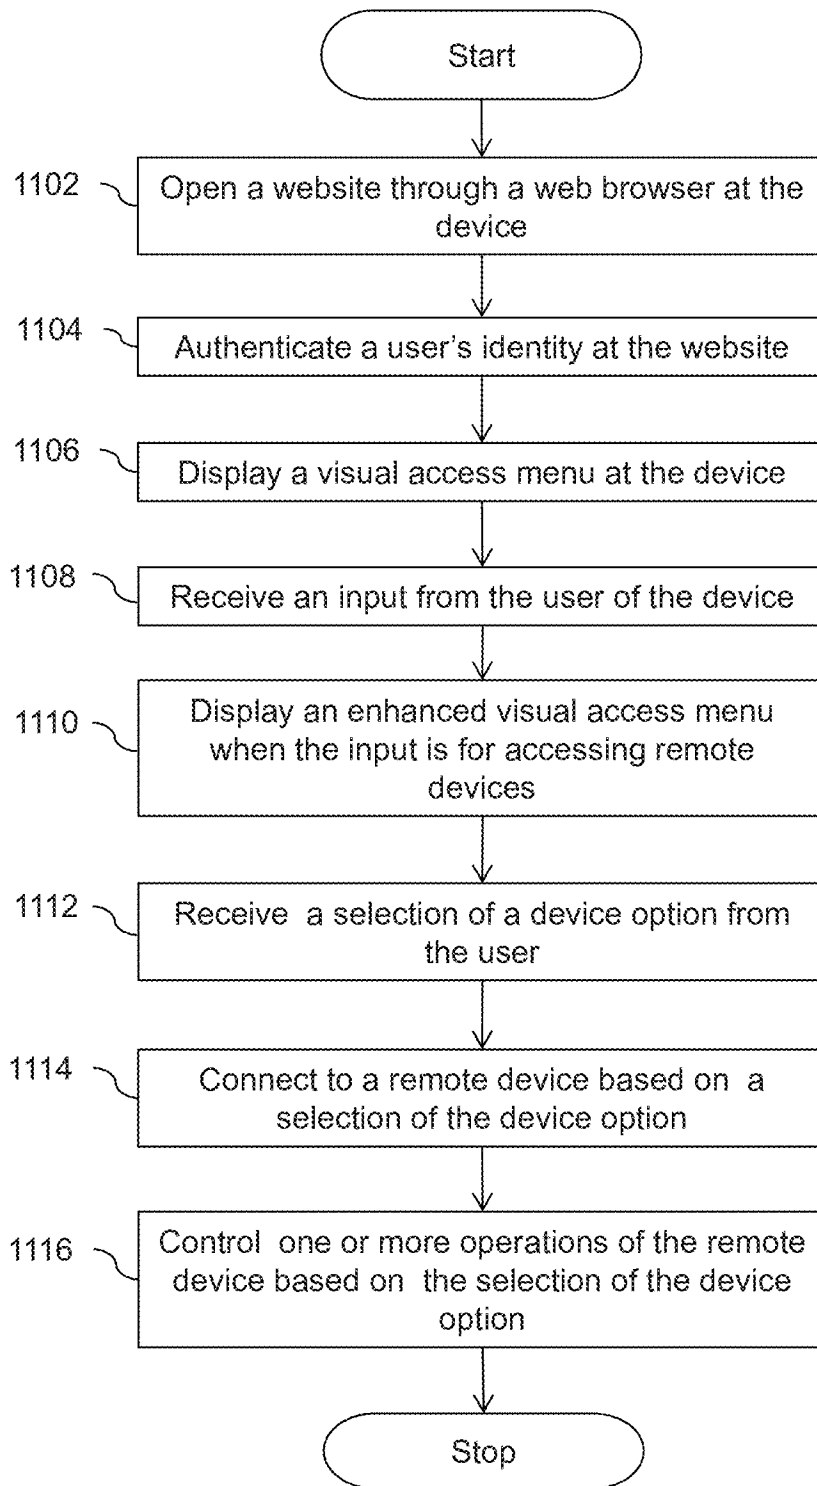 Start
1102
Open a website through a web browser at the
device
1104
Authenticate a user's identity at the website
1106
Display a visual access menu at the device
1108
Receive an input from the user of the device
1110
Display an enhanced visual access menu
when the input is for accessing remote
devices
1112
Receive a selection of a device option from
the user
1114
Connect to a remote device based on a
selection of the device option
1116
Control one or more operations of the remote
device based on the selection of the device
option
Stop